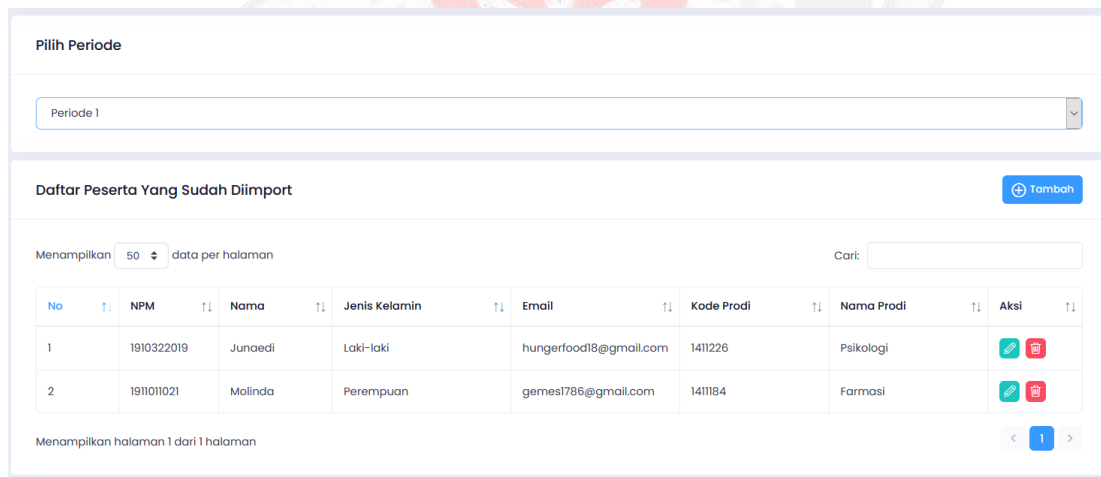 Pilih Periode
Periode 1
Daftar Peserta Yang Sudah Diimport
Tambah
Menampilkan 50 data per halaman
Cari:
No NPM Nama Jenis Kelamin Email Kode Prodi Nama Prodi Aksi
1 1910322019 Junaedi Laki-laki hungerfood18@gmail.com 1411226 Psikologi
2 1911011021 Molinda Perempuan gemes1786@gmail.com 1411184 Farmasi
Menampilkan halaman 1 dari 1 halaman
< 1 >